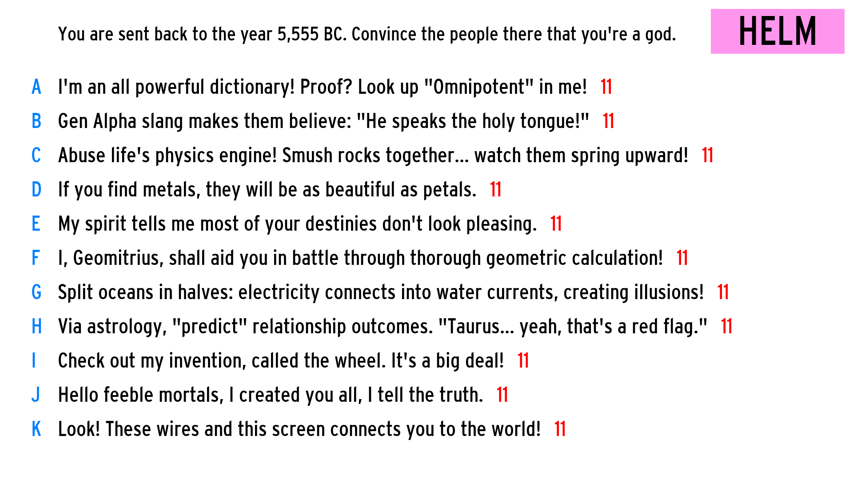 You are sent back to the year 5,555 BC. Convince the people there that you're a god.
HELM
A I'm an all powerful dictionary! Proof? Look up "Omnipotent" in me! 11
B Gen Alpha slang makes them believe: "He speaks the holy tongue!" 11
C Abuse life's physics engine! Smush rocks together... watch them spring upward! 11
D If you find metals, they will be as beautiful as petals. 11
E My spirit tells me most of your destinies don't look pleasing. 11
F I, Geomitrius, shall aid you in battle through thorough geometric calculation! 11
G Split oceans in halves: electricity connects into water currents, creating illusions! 11
H Via astrology, "predict" relationship outcomes. "Taurus... yeah, that's a red flag." 11
I Check out my invention, called the wheel. It's a big deal! 11
J Hello feeble mortals, I created you all, I tell the truth. 11
K Look! These wires and this screen connects you to the world! 11